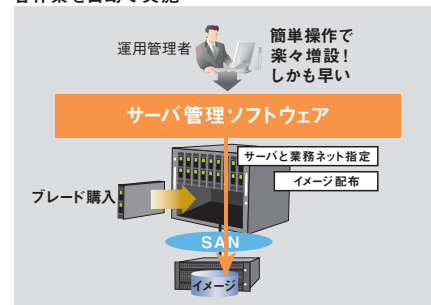 運用管理者
簡単操作で
楽々増設!
しかも早い
サーバ管理ソフトウェア
サーバと業務ネット指定
イメージ配布
ブレード購入
SAN
イメージ